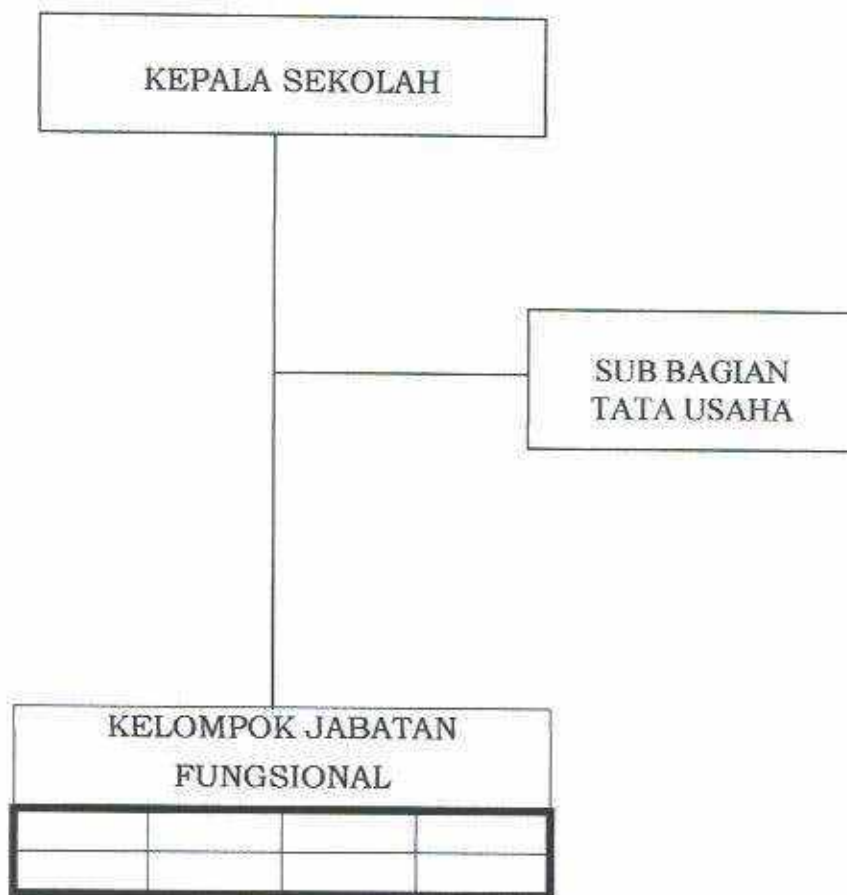 KEPALA SEKOLAH
SUB BAGIAN
TATA USAHA
KELOMPOK JABATAN
FUNGSIONAL